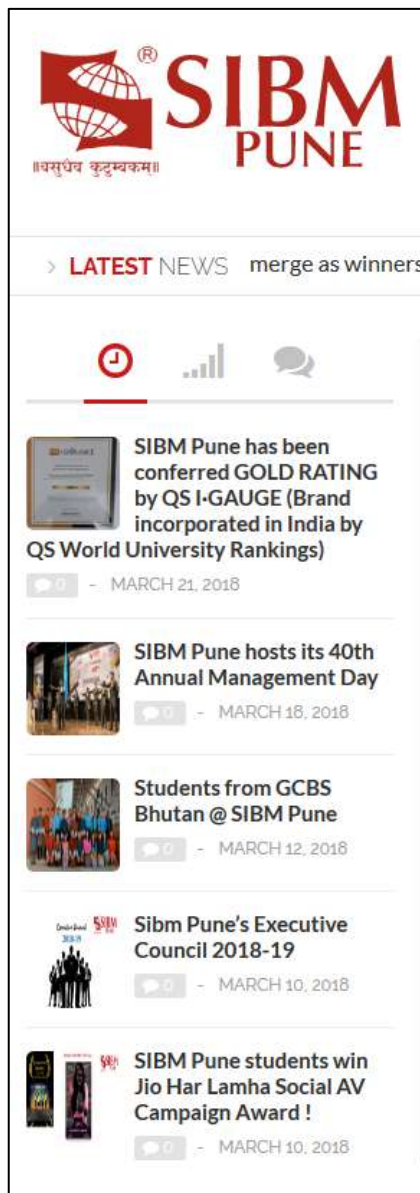 ®
SIBM
PUNE
॥वसुधैव कुटुम्बकम्॥
> LATEST NEWS merge as winners
SIBM Pune has been
conferred GOLD RATING
by QS I·GAUGE (Brand
incorporated in India by
QS World University Rankings)
0 - MARCH 21, 2018
SIBM Pune hosts its 40th
Annual Management Day
0 - MARCH 18, 2018
Students from GCBS
Bhutan @ SIBM Pune
0 - MARCH 12, 2018
2018-19
SIBM
Sibm Pune's Executive
Council 2018-19
0 - MARCH 10, 2018
SIBM Pune students win
Jio Har Lamha Social AV
Campaign Award !
0 - MARCH 10, 2018